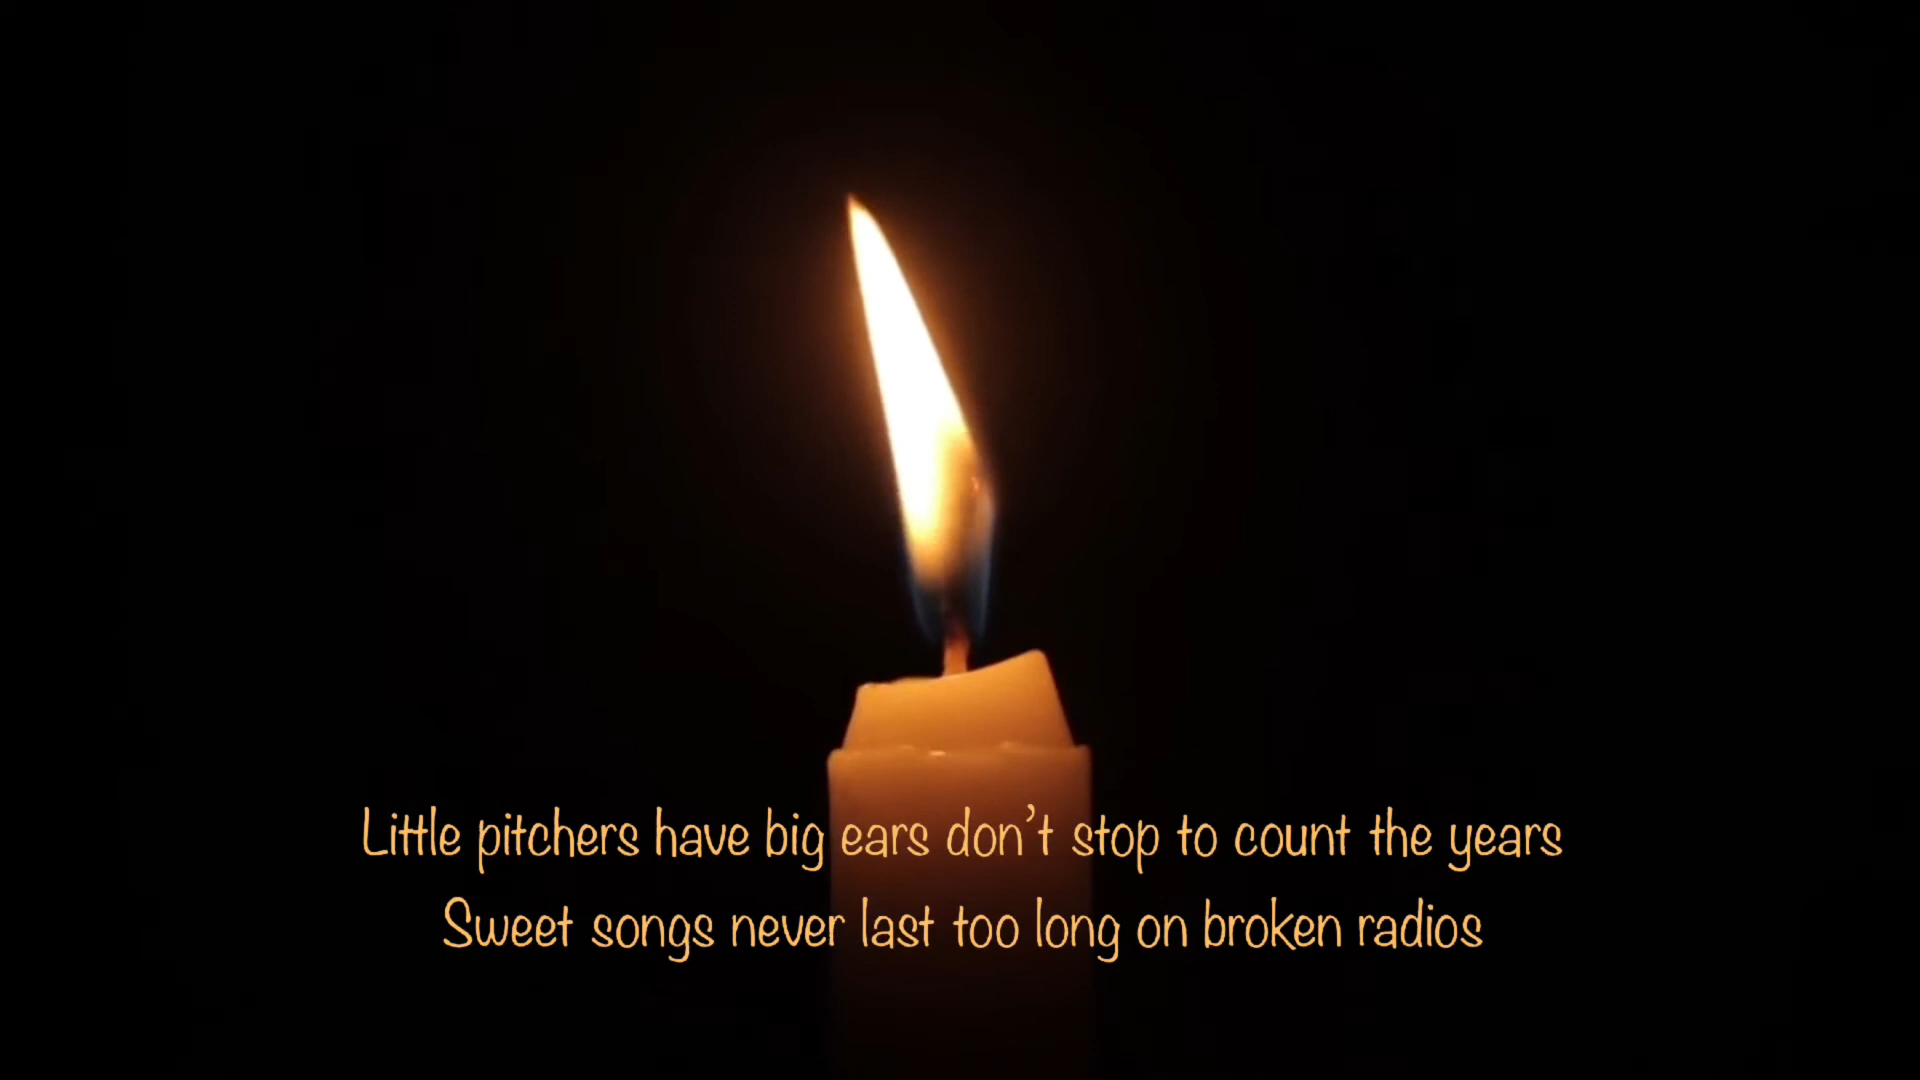 Little pitchers have big ears don't stop to count the years
Sweet songs never last too long on broken radios